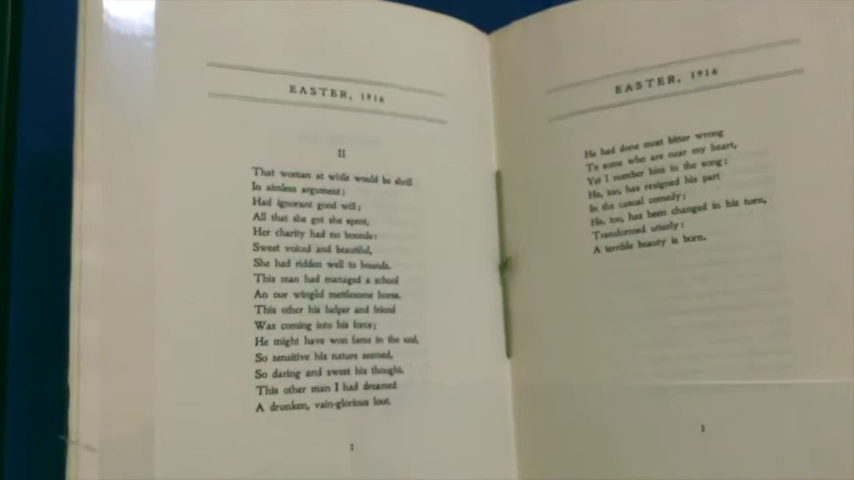 EASTER, 1916
II
That woman at while would be shrill
In aimless argument;
Had ignorant good will;
All that she got she spent,
Her charity had no bounds:
Sweet voiced and beautiful,
She had ridden well to hounds.
This man had managed a school
An our wingéd mettlesome horse.
This other his helper and friend
Was coming into his force;
He might have won fame in the end,
So sensitive his nature seemed,
So daring and sweet his thought.
This other man I had dreamed
A drunken, vain-glorious lout.
2
EASTER, 1916
He had done most bitter wrong
To some who are near my heart,
Yet I number him in the song;
He, too, has resigned his part
In the casual comedy;
He, too, has been changed in his turn,
Transformed utterly:
A terrible beauty is born.
3